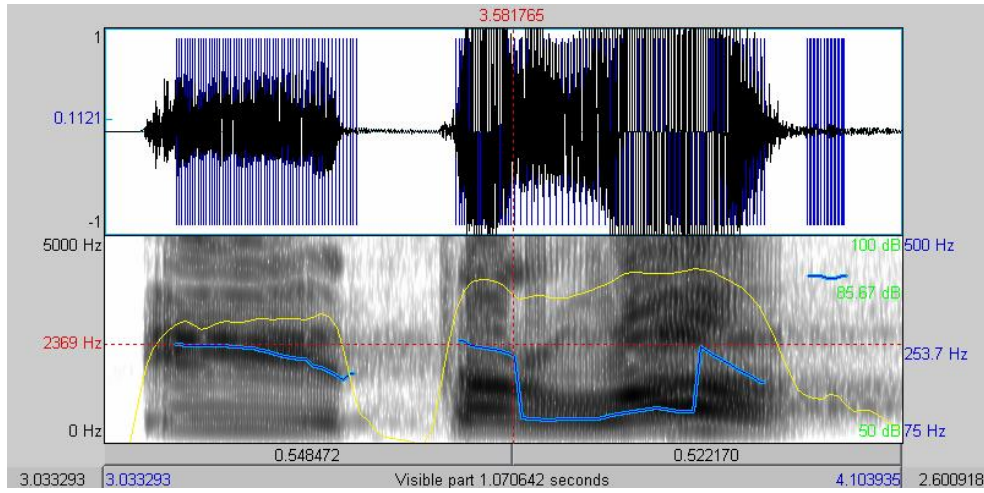 3.581765
1
0.1121
-1
5000 Hz 100 dB 500 Hz
85.67 dB
2369 Hz 253.7 Hz
0 Hz 50 dB 75 Hz
0.548472 0.522170
3.033293 3.033293 Visible part 1.070642 seconds 4.103935 2.600918